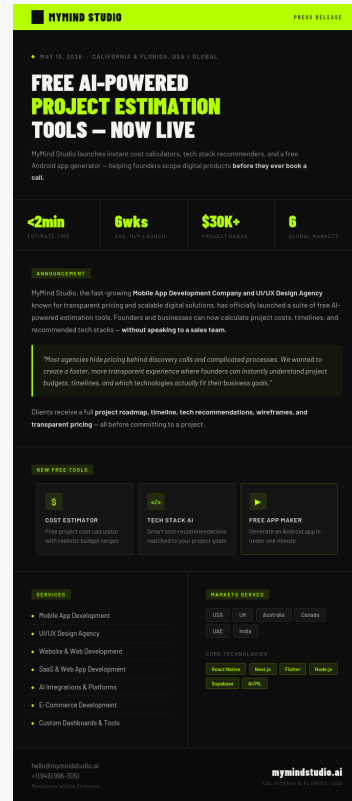 MYMIND STUDIO
PRESS RELEASE
MAY 13, 2026 · CALIFORNIA & FLORIDA, USA / GLOBAL
FREE AI-POWERED
PROJECT ESTIMATION
TOOLS — NOW LIVE
MyMind Studio launches instant cost calculators, tech stack recommenders, and a free
Android app generator — helping founders scope digital products before they ever book a
call.
<2min
ESTIMATE TIME
6wks
AVG. MVP LAUNCH
$30K+
PROJECT RANGE
6
GLOBAL MARKETS
ANNOUNCEMENT
MyMind Studio, the fast-growing Mobile App Development Company and UI/UX Design Agency
known for transparent pricing and scalable digital solutions, has officially launched a suite of free AI-
powered estimation tools. Founders and businesses can now calculate project costs, timelines, and
recommended tech stacks — without speaking to a sales team.
"Most agencies hide pricing behind discovery calls and complicated processes. We wanted to
create a faster, more transparent experience where founders can instantly understand project
budgets, timelines, and which technologies actually fit their business goals."
Clients receive a full project roadmap, timeline, tech recommendations, wireframes, and
transparent pricing — all before committing to a project.
NEW FREE TOOLS
$
COST ESTIMATOR
Free project cost calculator
with realistic budget ranges
</>
TECH STACK AI
Smart tech recommendations
matched to your project goals
FREE APP MAKER
Generate an Android app in
under one minute
SERVICES
Mobile App Development
UI/UX Design Agency
Website & Web Development
SaaS & Web App Development
AI Integrations & Platforms
E-Commerce Development
Custom Dashboards & Tools
MARKETS SERVED
USA UK Australia Canada
UAE India
CORE TECHNOLOGIES
React Native Next.js Flutter Node.js
Supabase AI/ML
hello@mymindstudio.ai
+1 (949) 996-3051
Response within 24 hours
mymindstudio.ai
CALIFORNIA & FLORIDA, USA